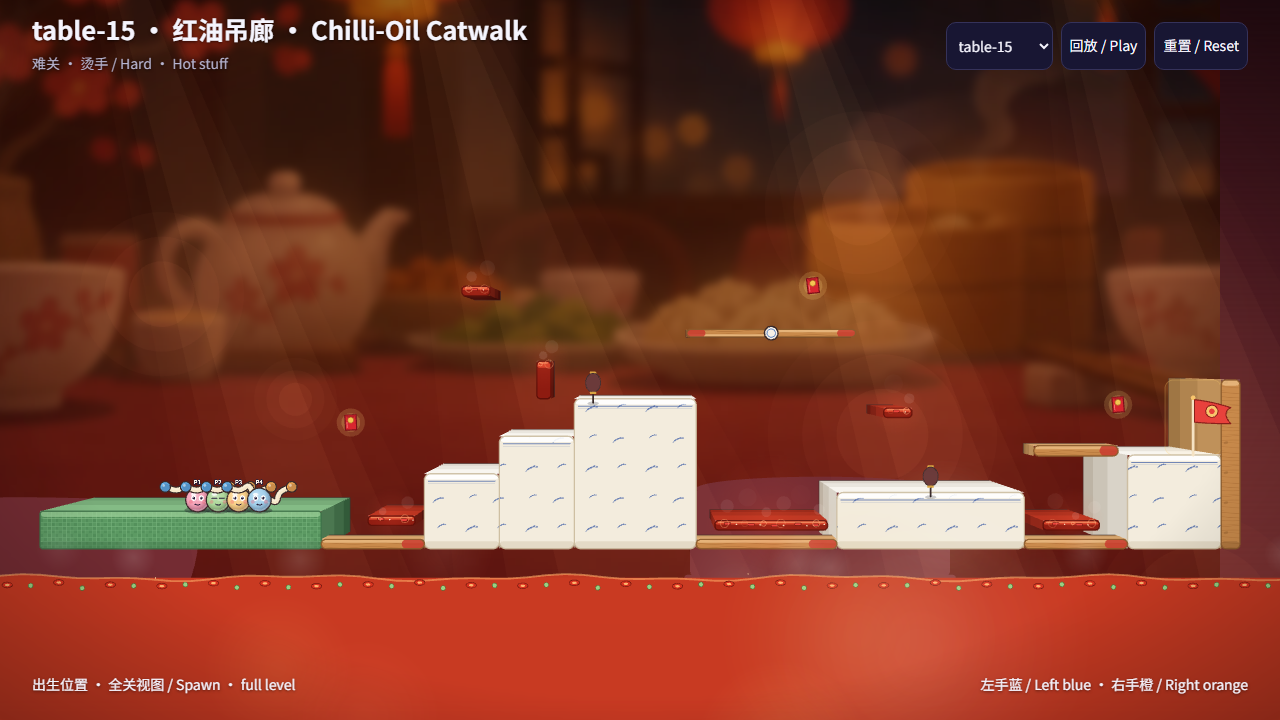 table-15 • 红油吊廊 • Chilli-Oil Catwalk
难关 • 烫手 / Hard • Hot stuff
table-15
回放 / Play
重置 / Reset
P1 P2 P3 P4
出生位置 • 全关视图 / Spawn • full level
左手蓝 / Left blue • 右手橙 / Right orange